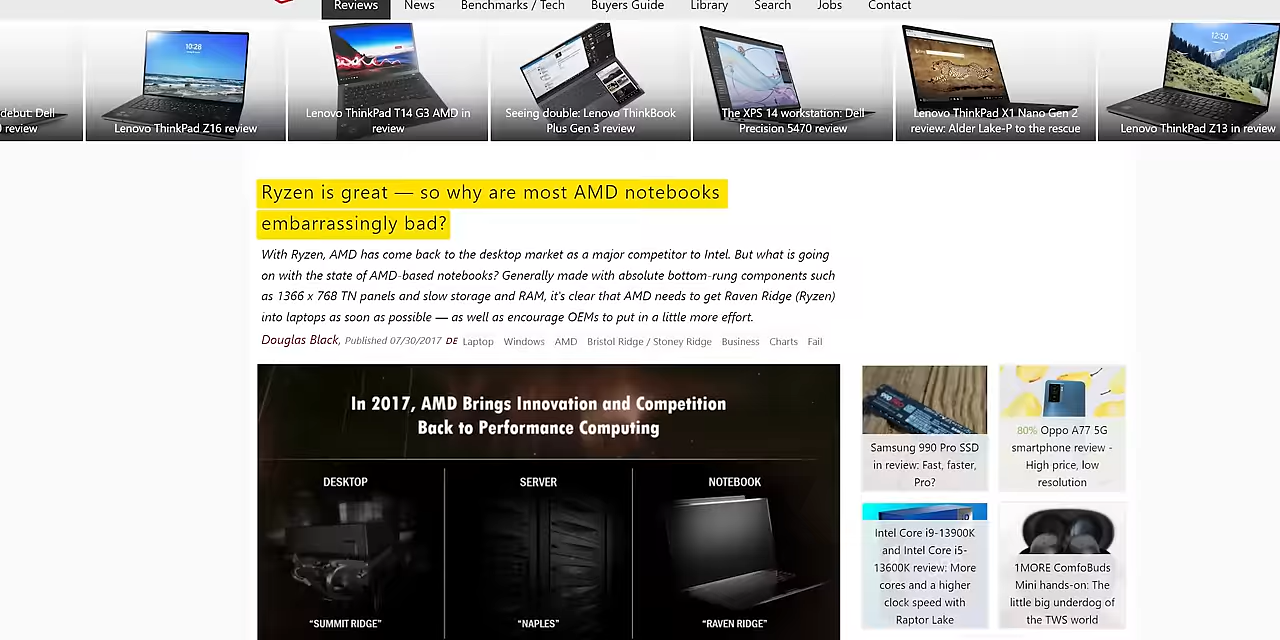 Reviews News Benchmarks / Tech Buyers Guide Library Search Jobs Contact
debut: Dell
review
Lenovo ThinkPad Z16 review
Lenovo ThinkPad T14 G3 AMD in
review
Seeing double: Lenovo ThinkBook
Plus Gen 3 review
The XPS 14 workstation: Dell
Precision 5470 review
Lenovo ThinkPad X1 Nano Gen 2
review: Alder Lake-P to the rescue
Lenovo ThinkPad Z13 in review
10:28
12:50
Ryzen is great — so why are most AMD notebooks
embarrassingly bad?
With Ryzen, AMD has come back to the desktop market as a major competitor to Intel. But what is going
on with the state of AMD-based notebooks? Generally made with absolute bottom-rung components such
as 1366 x 768 TN panels and slow storage and RAM, it's clear that AMD needs to get Raven Ridge (Ryzen)
into laptops as soon as possible — as well as encourage OEMs to put in a little more effort.
Douglas Black, Published 07/30/2017 DE Laptop Windows AMD Bristol Ridge / Stoney Ridge Business Charts Fail
In 2017, AMD Brings Innovation and Competition
Back to Performance Computing
DESKTOP SERVER NOTEBOOK
“SUMMIT RIDGE” “NAPLES” “RAVEN RIDGE”
Samsung 990 Pro SSD
in review: Fast, faster,
Pro?
80% Oppo A77 5G
smartphone review -
High price, low
resolution
Intel Core i9-13900K
and Intel Core i5-
13600K review: More
cores and a higher
clock speed with
Raptor Lake
1MORE ComfoBuds
Mini hands-on: The
little big underdog of
the TWS world